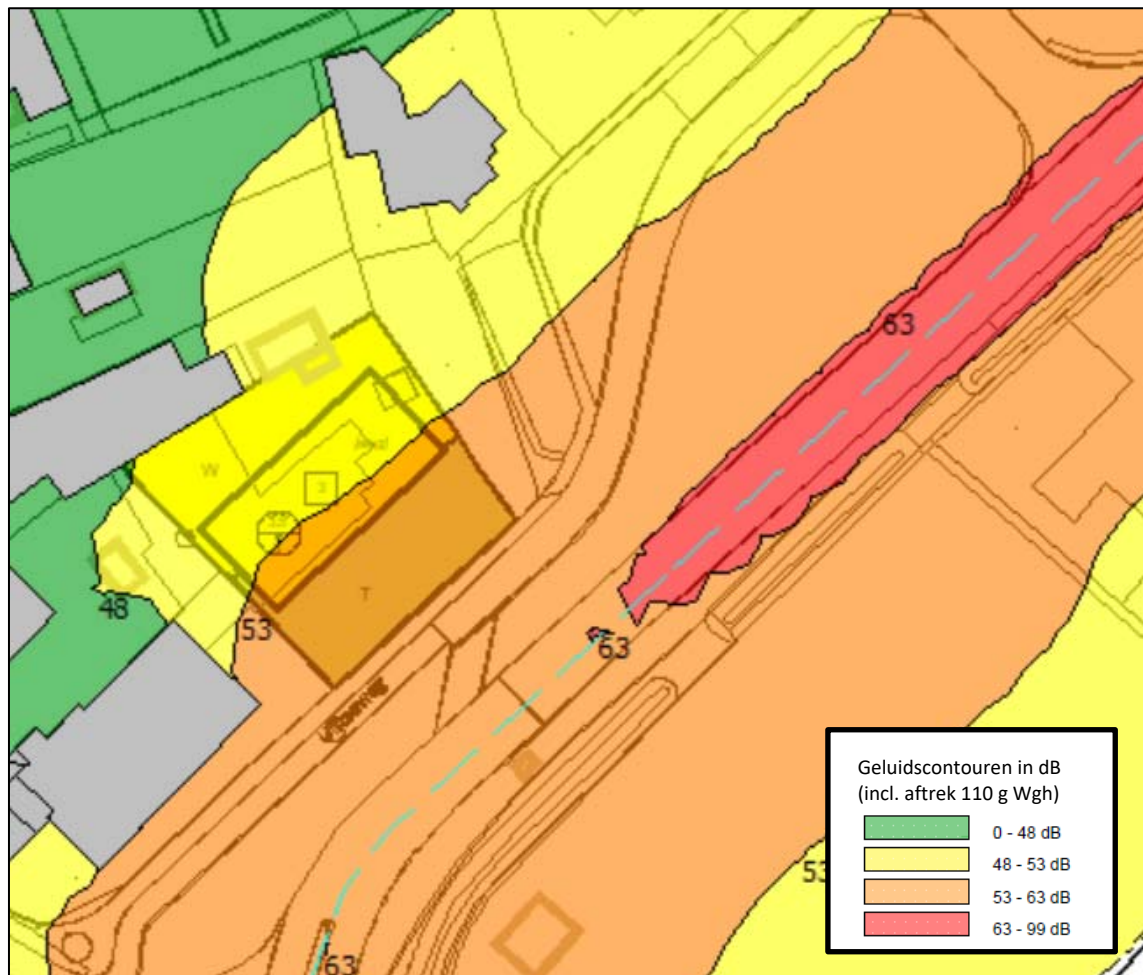 63
W
3
T
48
53
63
53
63
Geluidscontouren in dB
(incl. aftrek 110 g Wgh)
0 - 48 dB
48 - 53 dB
53 - 63 dB
63 - 99 dB